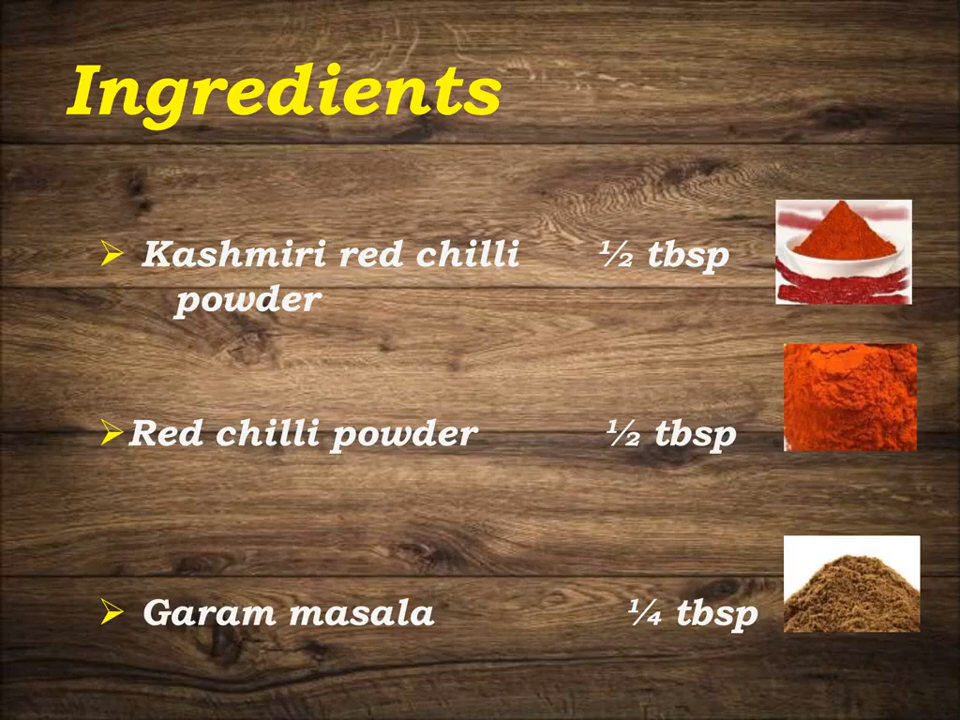 Ingredients
➢ Kashmiri red chilli ½ tbsp
powder
➢Red chilli powder ½ tbsp
➢ Garam masala ¼ tbsp